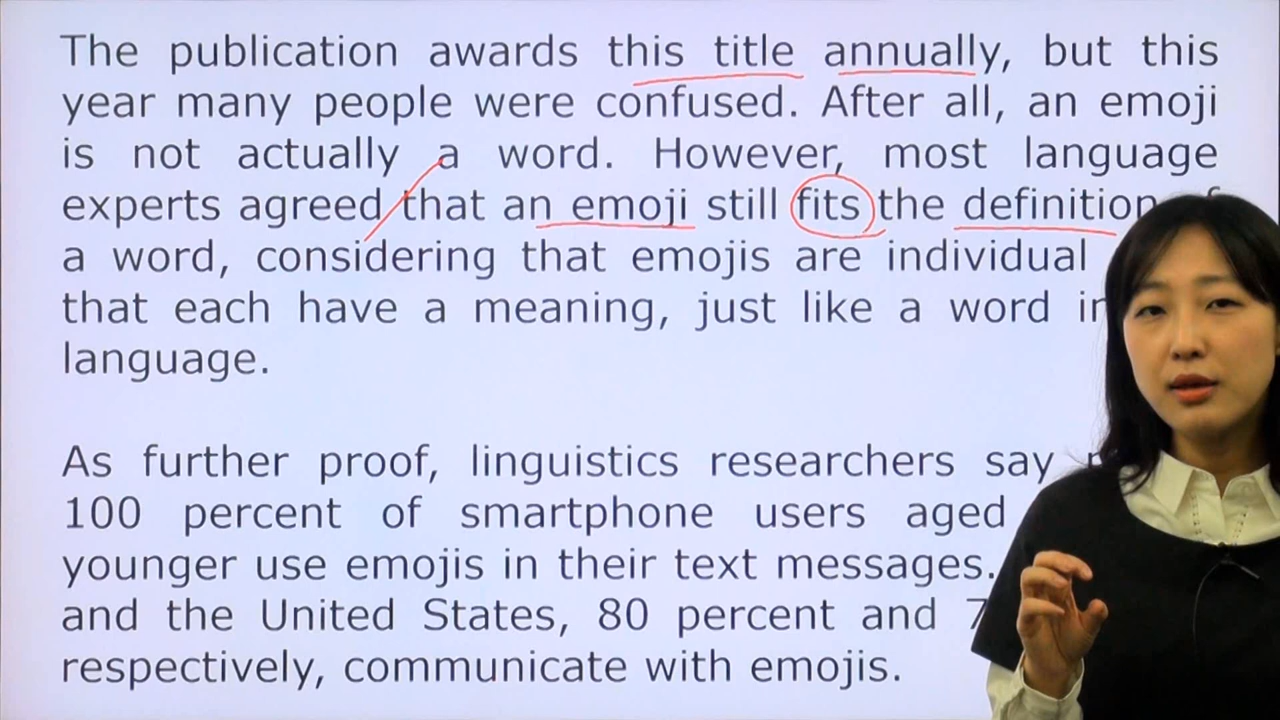 The publication awards this title annually, but this
year many people were confused. After all, an emoji
is not actually a word. However, most language
experts agreed that an emoji still fits the definition
a word, considering that emojis are individual
that each have a meaning, just like a word in
language.
As further proof, linguistics researchers say
100 percent of smartphone users aged
younger use emojis in their text messages.
and the United States, 80 percent and
respectively, communicate with emojis.